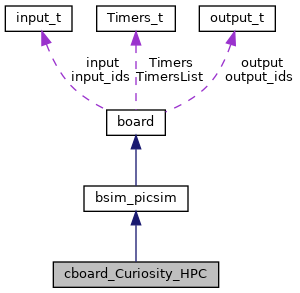 input_t
Timers_t
output_t
input
input_ids
Timers
TimersList
output
output_ids
board
bsim_picsim
cboard_Curiosity_HPC